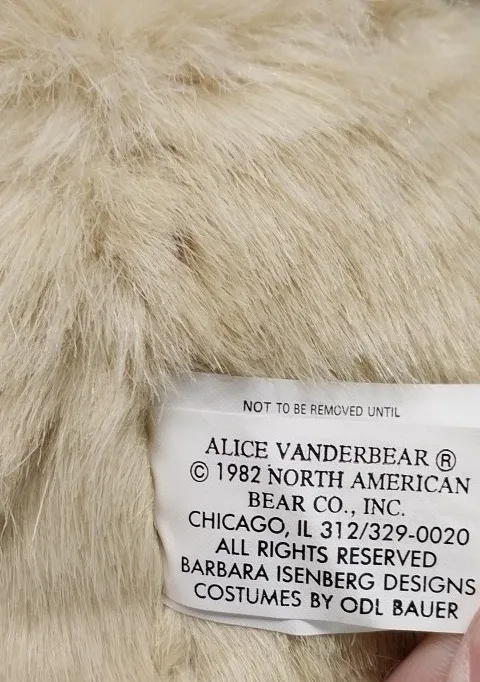 NOT TO BE REMOVED UNTIL
ALICE VANDERBEAR ®
© 1982 NORTH AMERICAN
BEAR CO., INC.
CHICAGO, IL 312/329-0020
ALL RIGHTS RESERVED
BARBARA ISENBERG DESIGNS
COSTUMES BY ODL BAUER